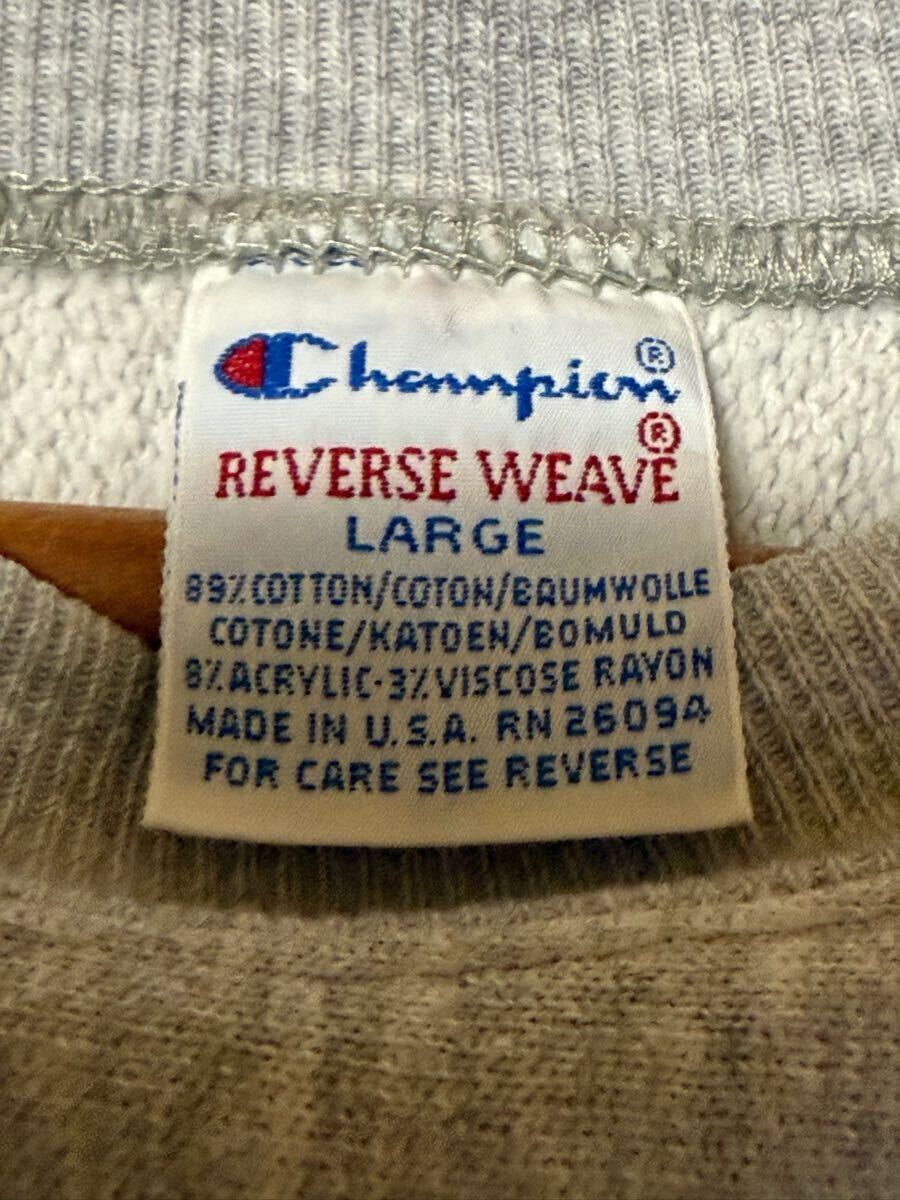 Champion®
REVERSE WEAVE®
LARGE
89% COTTON/COTON/BAUMWOLLE
COTONE/KATOEN/BOMULD
8% ACRYLIC·3% VISCOSE RAYON
MADE IN U.S.A. RN 26094
FOR CARE SEE REVERSE